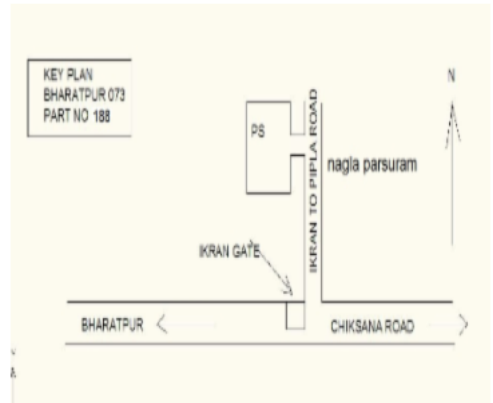 KEY PLAN
BHARATPUR 073
PART NO 188
N
PS
IKRAN TO PIPLA ROAD
nagla parsuram
IKRAN GATE
BHARATPUR
CHIKSANA ROAD